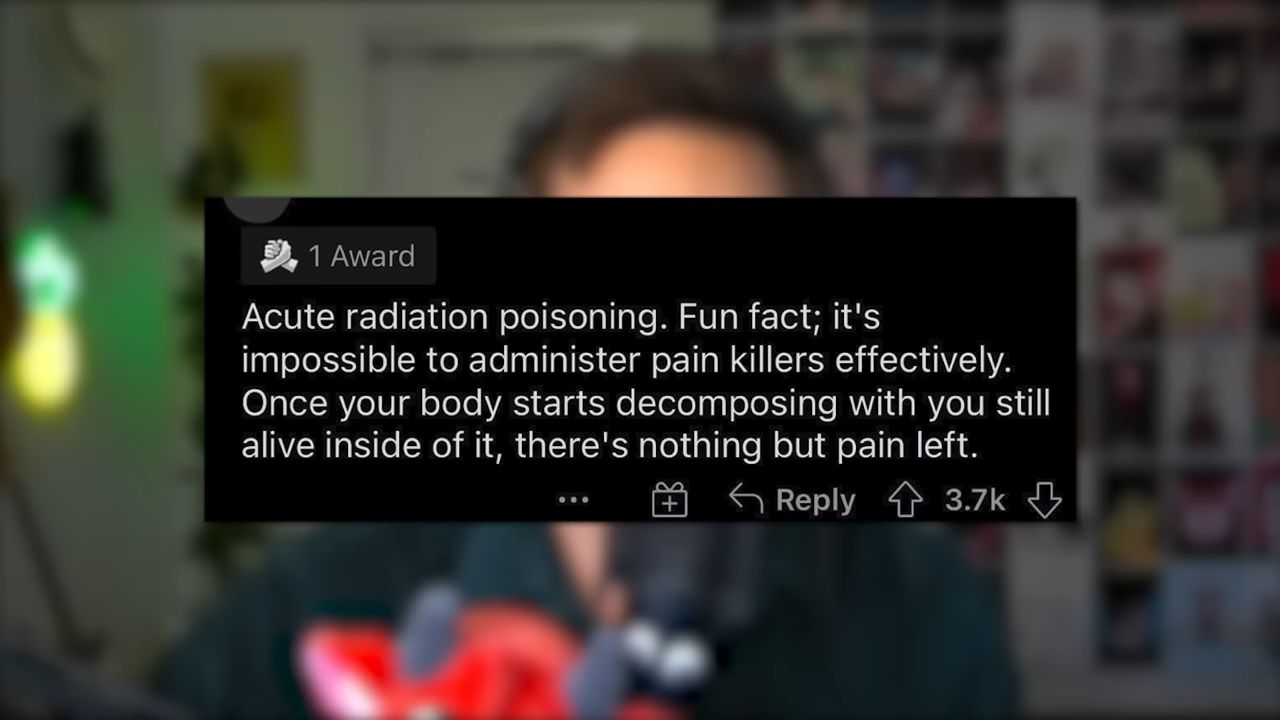 1 Award
Acute radiation poisoning. Fun fact; it's
impossible to administer pain killers effectively.
Once your body starts decomposing with you still
alive inside of it, there's nothing but pain left.
Reply 3.7k